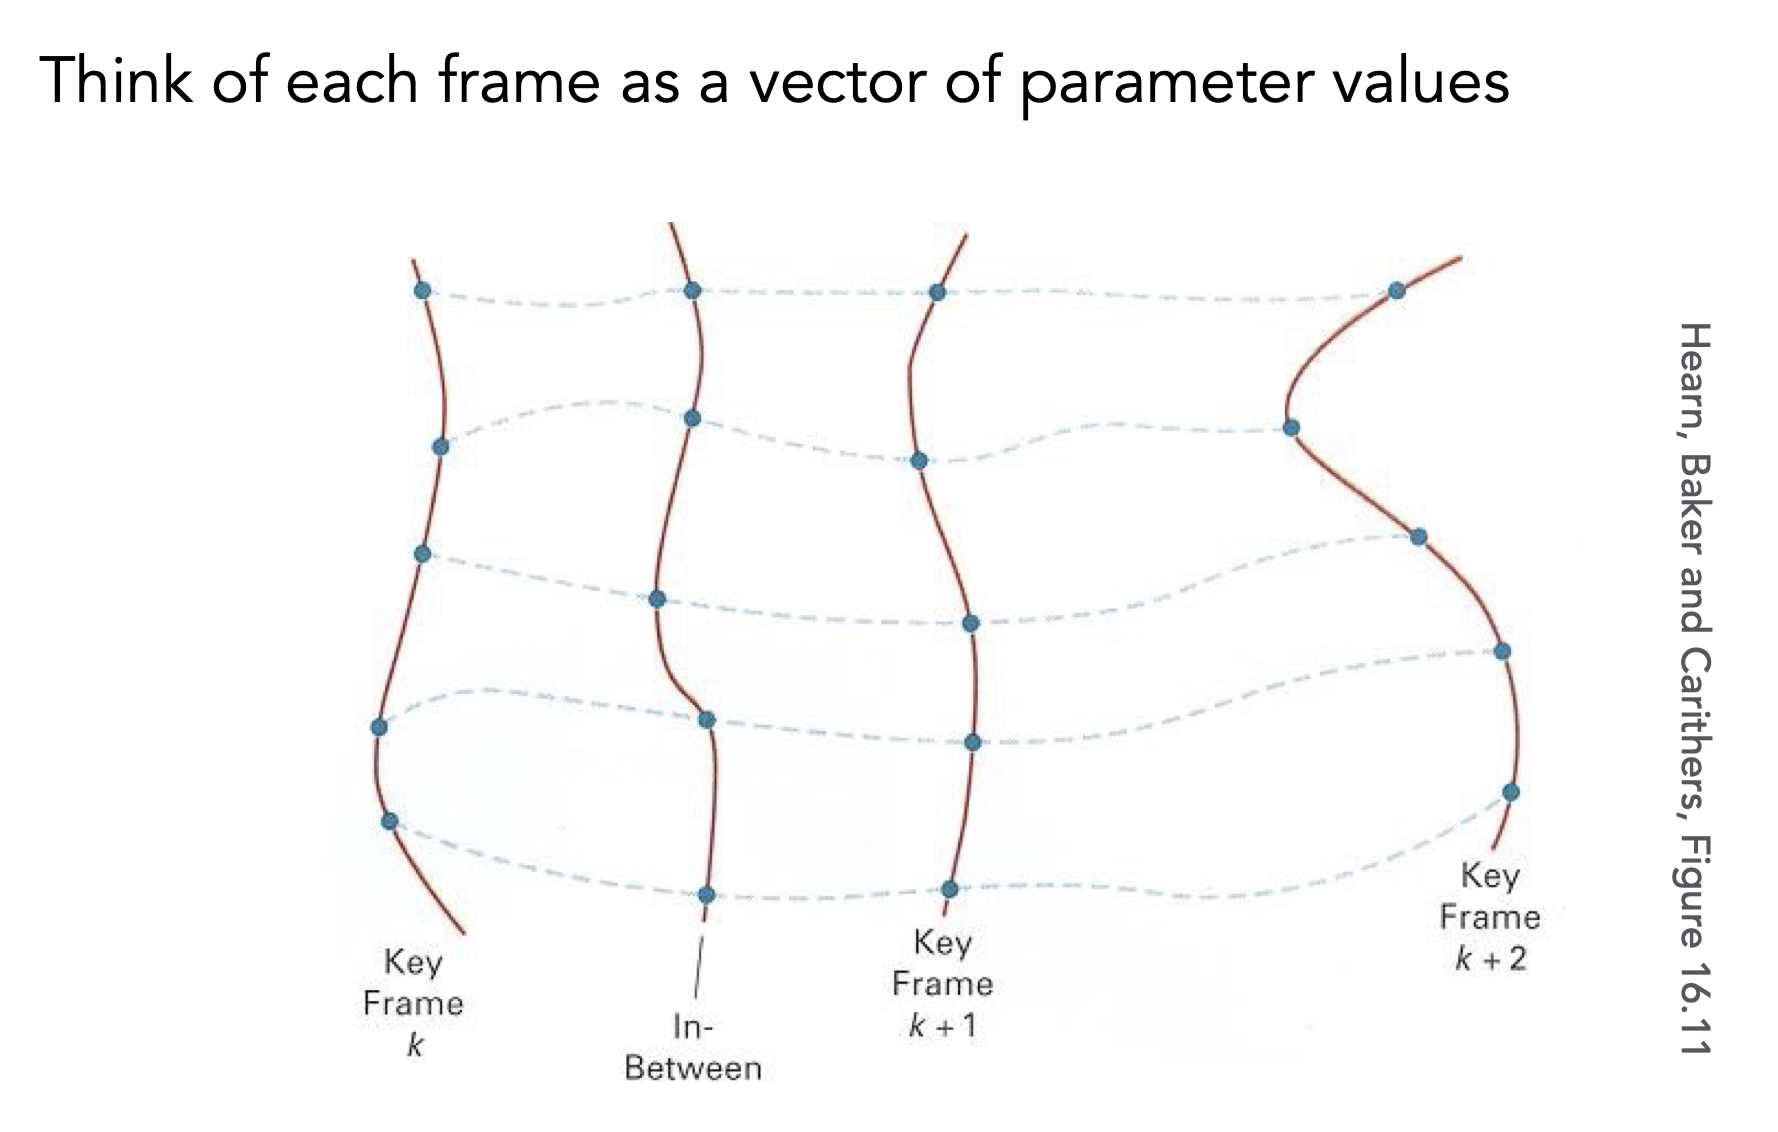 Think of each frame as a vector of parameter values
Key
Frame
k
In-
Between
Key
Frame
k + 1
Key
Frame
k + 2
Hearn, Baker and Carithers, Figure 16.11